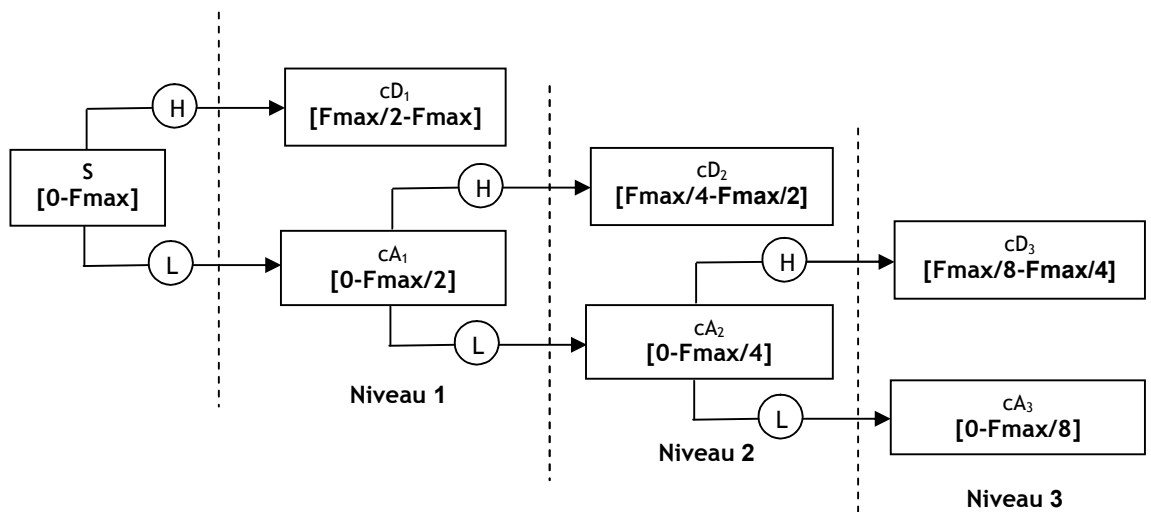 H
cD₁
[Fmax/2-Fmax]
S
[0-Fmax]
L
H
cD₂
[Fmax/4-Fmax/2]
cA₁
[0-Fmax/2]
L
H
cD₃
[Fmax/8-Fmax/4]
cA₂
[0-Fmax/4]
L
cA₃
[0-Fmax/8]
Niveau 1
Niveau 2
Niveau 3